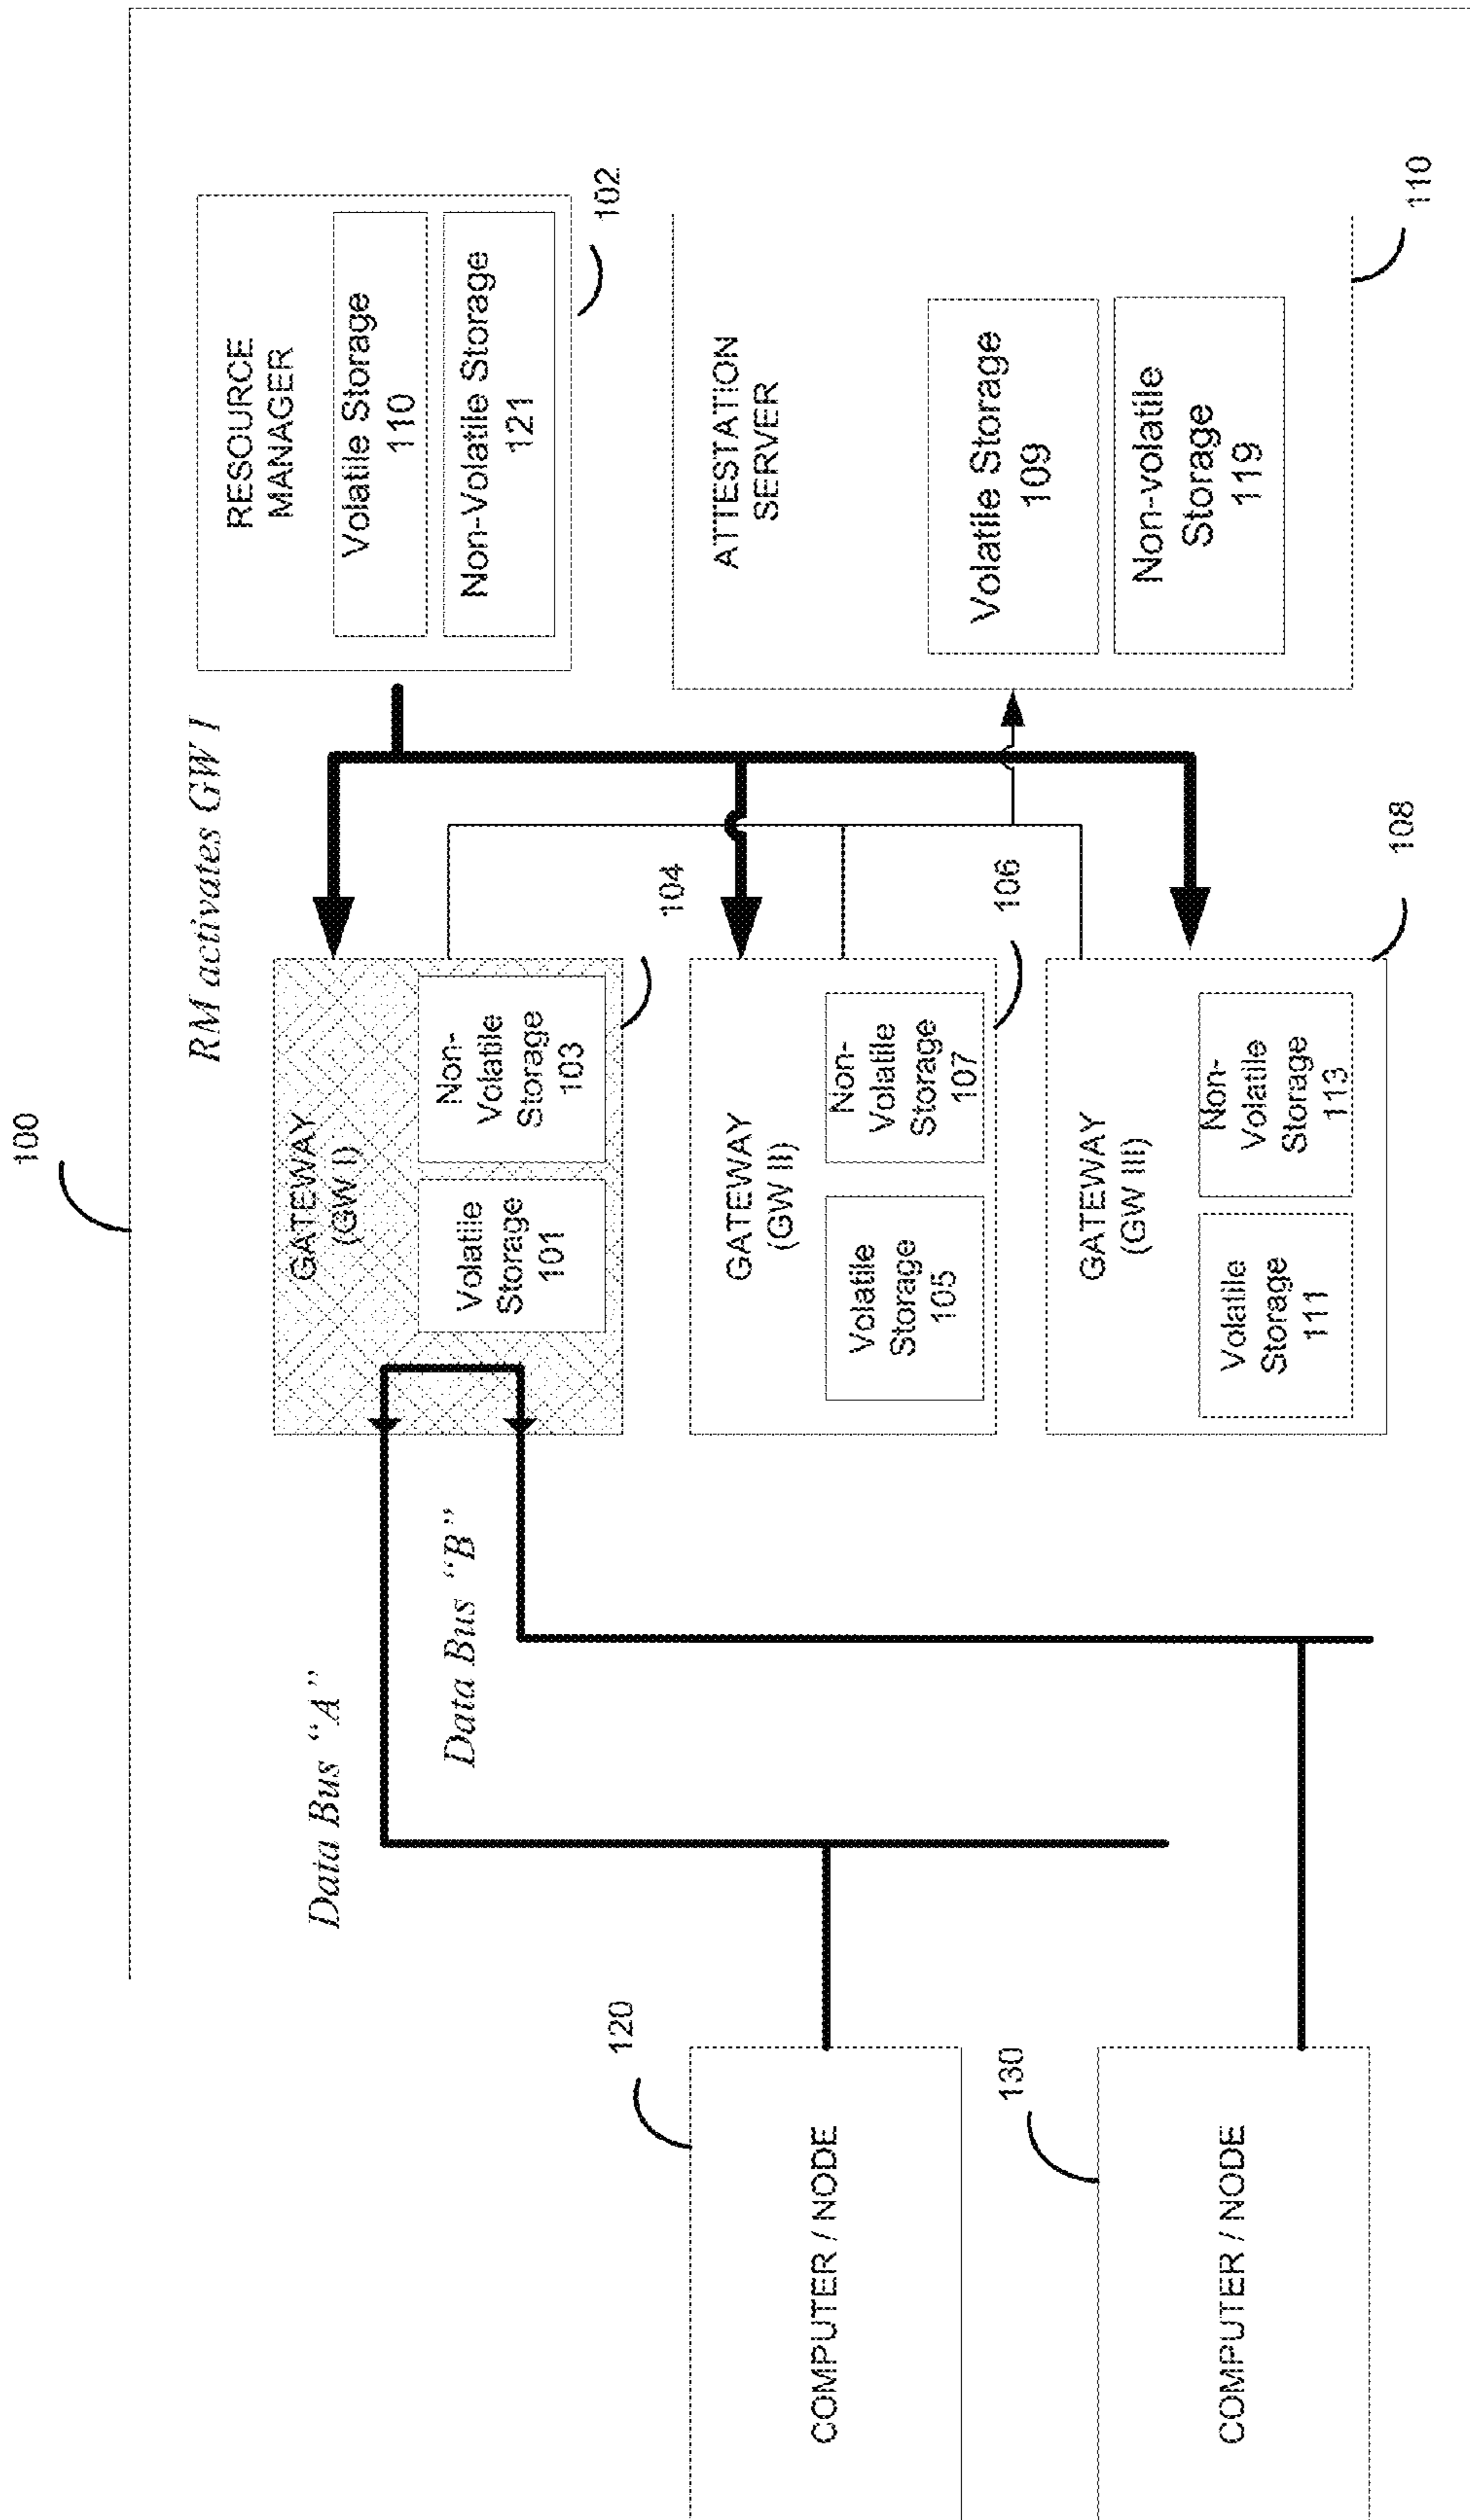 100
RM activates GW I
RESOURCE
MANAGER
Volatile Storage
110
Non-Volatile Storage
121
102
Data Bus “A”
Data Bus “B”
GATEWAY
(GW I)
Volatile
Storage
101
Non-
Volatile
Storage
103
104
120
COMPUTER / NODE
GATEWAY
(GW II)
Volatile
Storage
105
Non-
Volatile
Storage
107
106
ATTESTATION
SERVER
Volatile Storage
109
Non-volatile
Storage
119
110
130
COMPUTER / NODE
GATEWAY
(GW III)
Volatile
Storage
111
Non-
Volatile
Storage
113
108